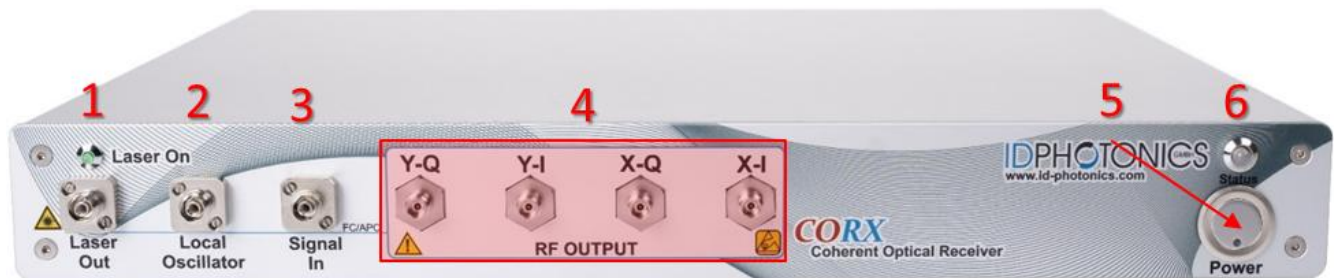 1 2 3 4 5 6
Laser On
Y-Q Y-I X-Q X-I
IDPHOTONICS GMBH
www.id-photonics.com
Status
FC/APC
Laser Out
Local Oscillator
Signal In
RF OUTPUT
CORX
Coherent Optical Receiver
Power